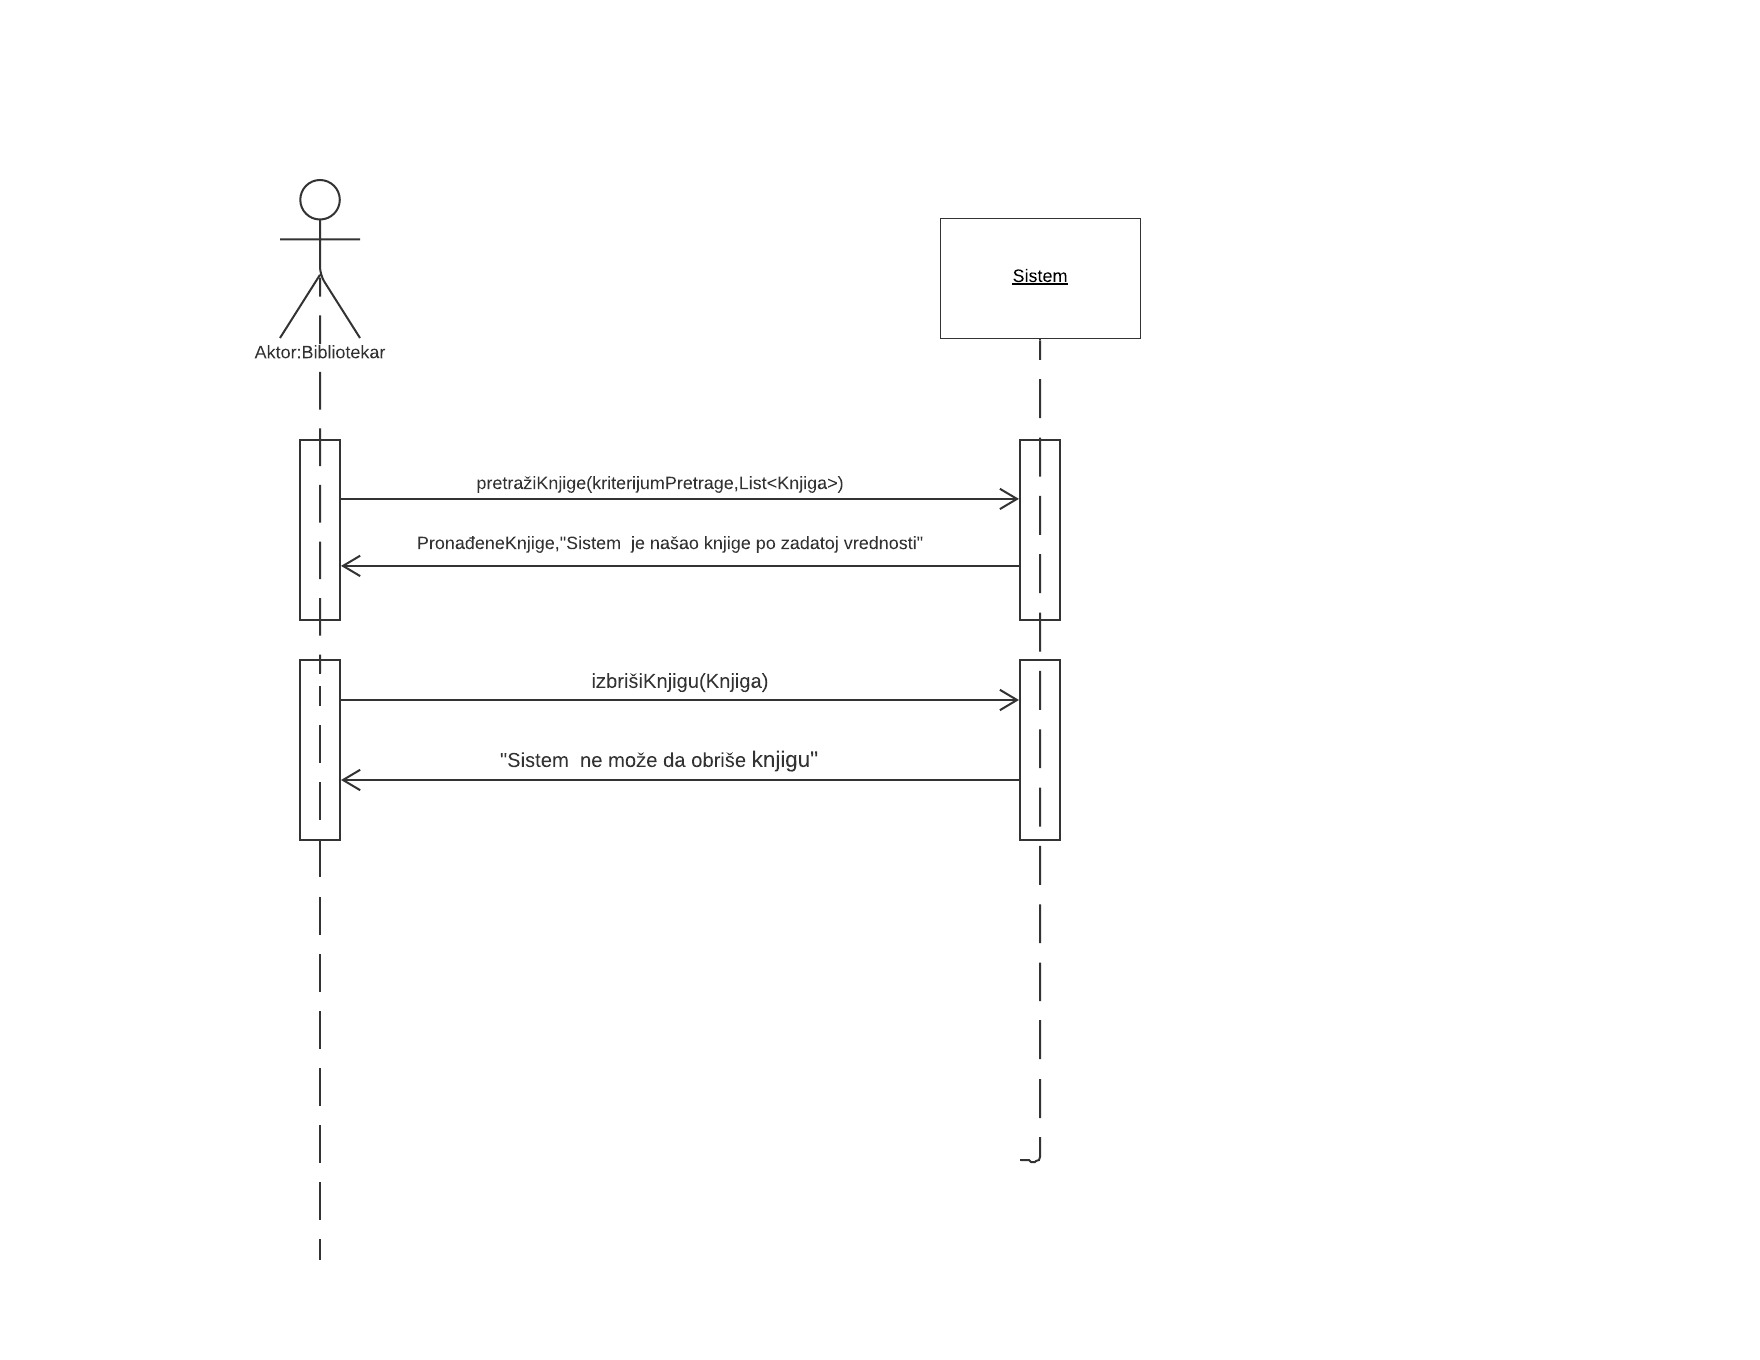 Sistem
Aktor:Bibliotekar
pretražiKnjige(kriterijumPretrage,List<Knjiga>)
PronađeneKnjige,"Sistem  je našao knjige po zadatoj vrednosti"
izbrišiKnjigu(Knjiga)
"Sistem  ne može da obriše knjigu"